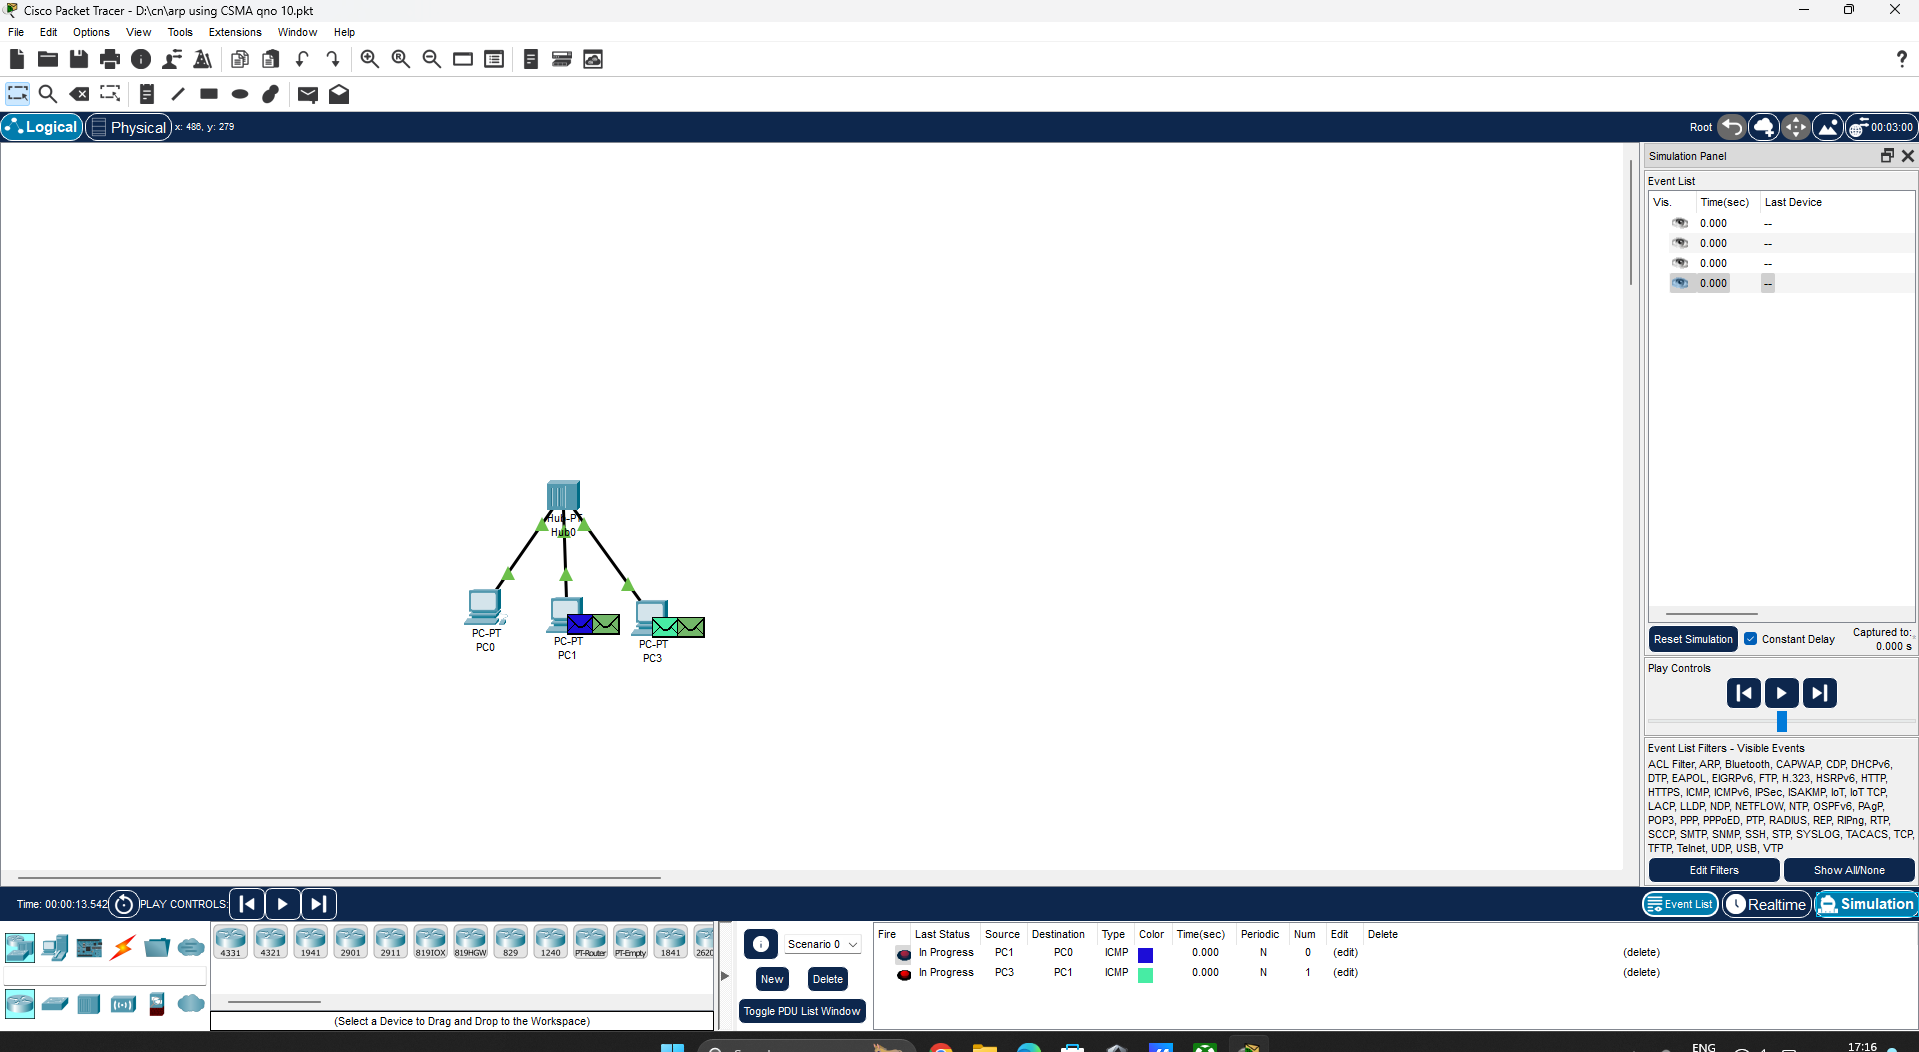 Cisco Packet Tracer - D:\cn\arp using CSMA qno 10.pkt
File Edit Options View Tools Extensions Window Help
Logical Physical x: 486, y: 279 Root 00:03:00
Simulation Panel
Event List
Vis. Time(sec) Last Device
0.000 --
0.000 --
0.000 --
0.000 --
Hub-PT
Hub0
PC-PT
PC0
PC-PT
PC1
PC-PT
PC3
Reset Simulation Constant Delay Captured to:
0.000 s
Play Controls
Event List Filters - Visible Events
ACL Filter, ARP, Bluetooth, CAPWAP, CDP, DHCPv6,
DTP, EAPOL, EIGRPv6, FTP, H.323, HSRPv6, HTTP,
HTTPS, ICMP, ICMPv6, IPSec, ISAKMP, IoT, IoT TCP,
LACP, LLDP, NDP, NETFLOW, NTP, OSPFv6, PAgP,
POP3, PPP, PPPoED, PTP, RADIUS, REP, RIPng, RTP,
SCCP, SMTP, SNMP, SSH, STP, SYSLOG, TACACS, TCP,
TFTP, Telnet, UDP, USB, VTP
Edit Filters Show All/None
Time: 00:00:13.542 PLAY CONTROLS: Event List Realtime Simulation
4331 4321 1941 2901 2911 819IOX 819HGW 829 1240 PT-Router PT-Empty 1841 2620
(Select a Device to Drag and Drop to the Workspace)
Scenario 0
New Delete
Toggle PDU List Window
Fire Last Status Source Destination Type Color Time(sec) Periodic Num Edit Delete
In Progress PC1 PC0 ICMP 0.000 N 0 (edit) (delete)
In Progress PC3 PC1 ICMP 0.000 N 1 (edit) (delete)
ENG
17:16